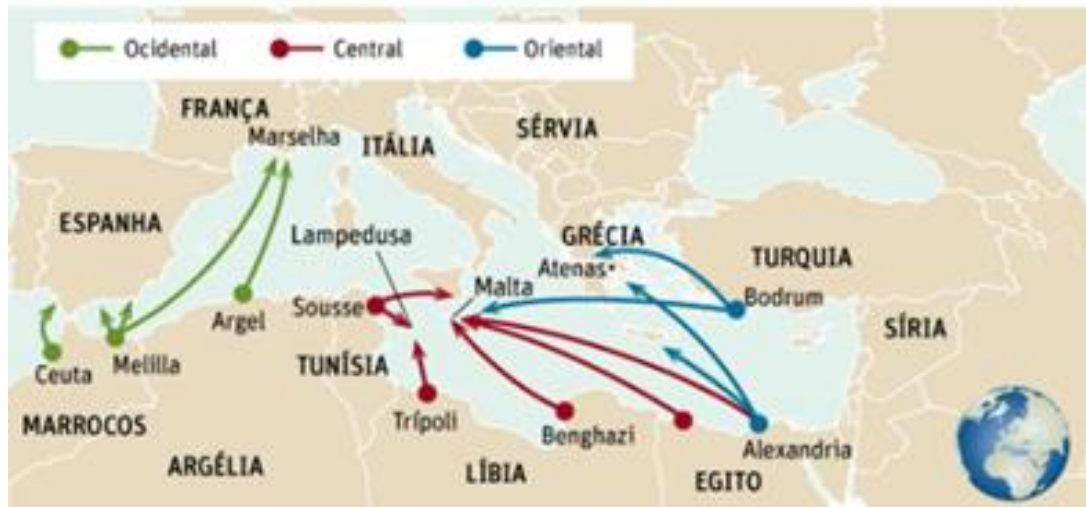 Ocidental
Central
Oriental
FRANÇA
Marselha
ITÁLIA
SÉRVIA
ESPANHA
Lampedusa
GRÉCIA
Atenas
TURQUIA
Malta
Sousse
Bodrum
Argel
SÍRIA
Ceuta
Melilla
TUNÍSIA
MARROCOS
Trípoli
Benghazi
Alexandria
ARGÉLIA
LÍBIA
EGITO